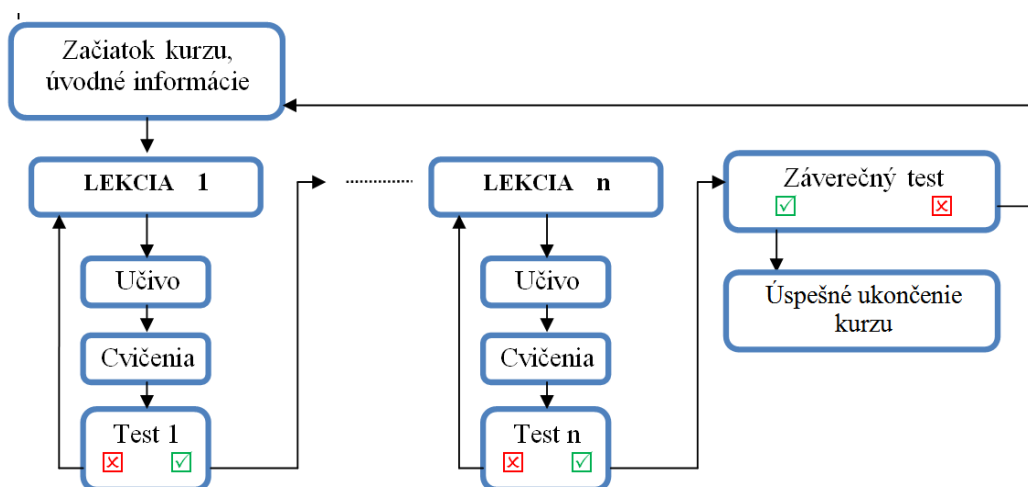 Začiatok kurzu,
úvodné informácie
LEKCIA 1
Učivo
Cvičenia
Test 1
LEKCIA n
Učivo
Cvičenia
Test n
Záverečný test
Úspešné ukončenie
kurzu